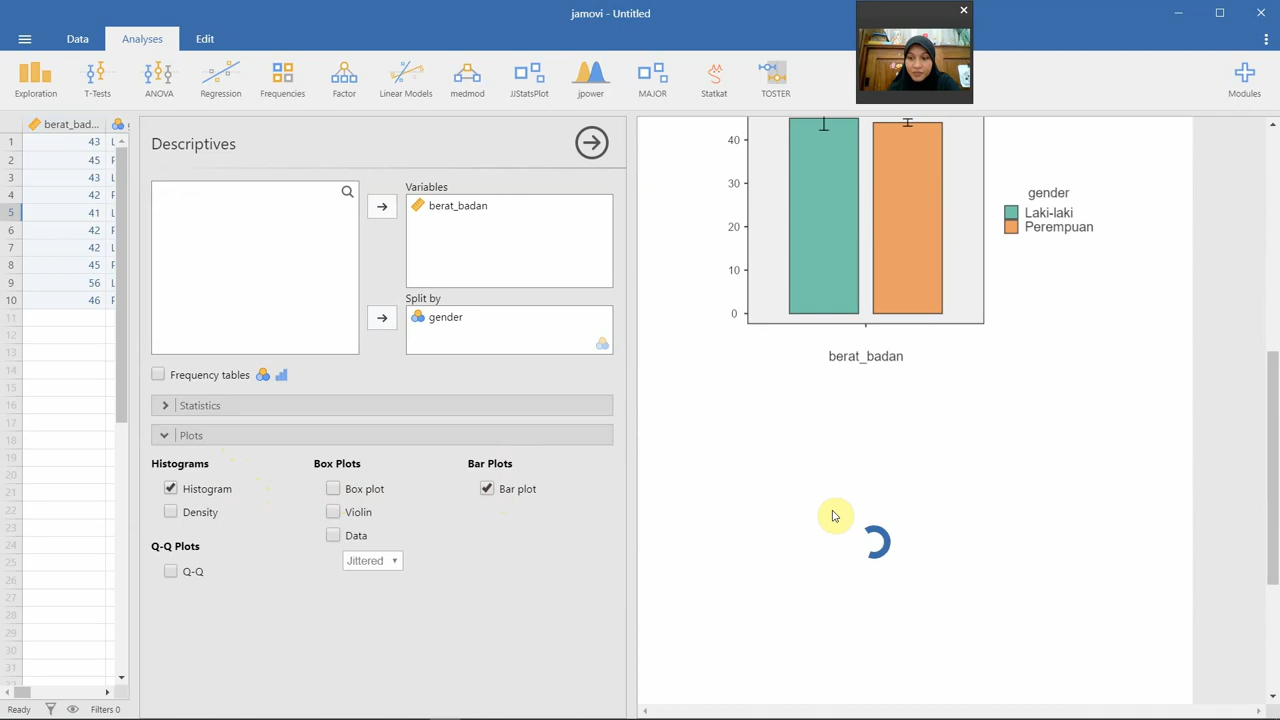 jamovi - Untitled
Data Analyses Edit
Exploration T-Tests ANOVA Regression Frequencies Factor Linear Models medmod JJStatsPlot jpower MAJOR Statkat TOSTER Modules
berat_bad...
1 43 L
2 45 P
3 43 L
4 42 P
5 41 L
6 42 P
7 42 L
8 45 P
9 56 L
10 46 P
11
12
13
14
15
16
17
18
19
20
21
22
23
24
25
26
27
28
29
30
31
Ready Filters 0
Descriptives
Variables
berat_badan
Split by
gender
Frequency tables
Statistics
Plots
Histograms
Histogram
Density
Q-Q Plots
Q-Q
Box Plots
Box plot
Violin
Data
Jittered
Bar Plots
Bar plot
40
30
20
10
0
berat_badan
gender
Laki-laki
Perempuan